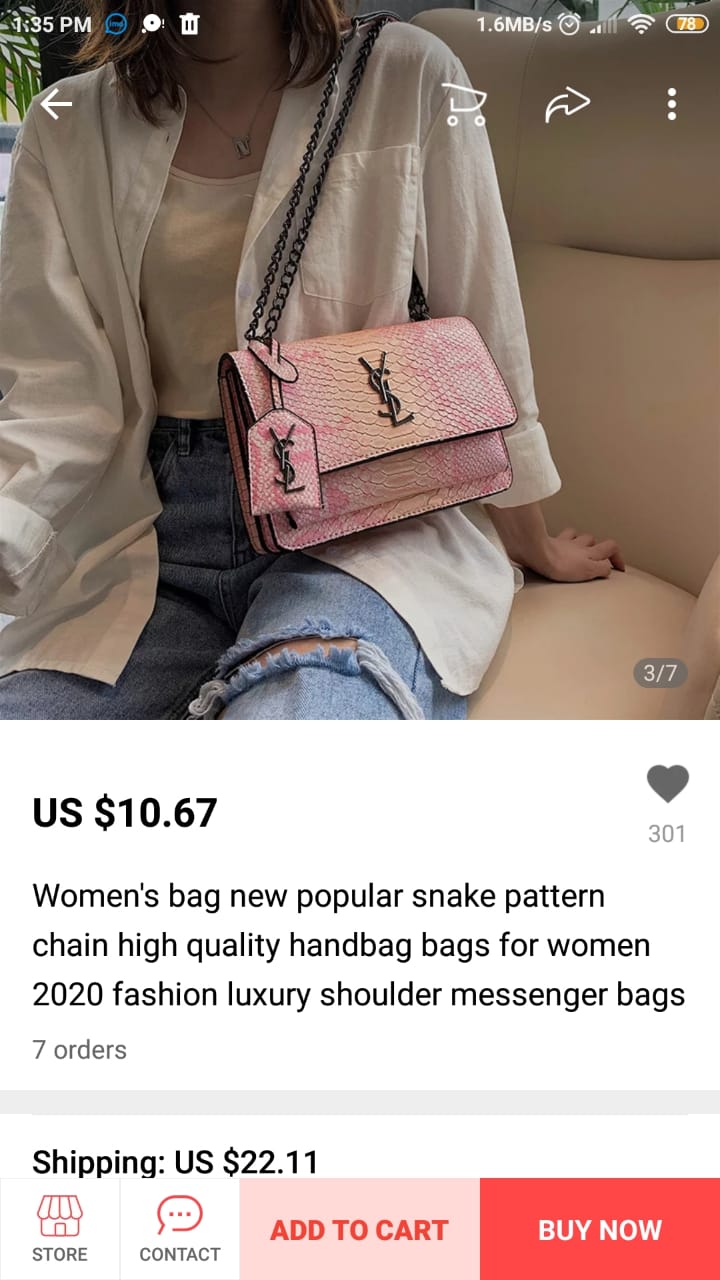 1:35 PM
1.6MB/s
78
N
YSL
YSL
3/7
US $10.67
301
Women's bag new popular snake pattern
chain high quality handbag bags for women
2020 fashion luxury shoulder messenger bags
7 orders
Shipping: US $22.11
STORE
CONTACT
ADD TO CART
BUY NOW